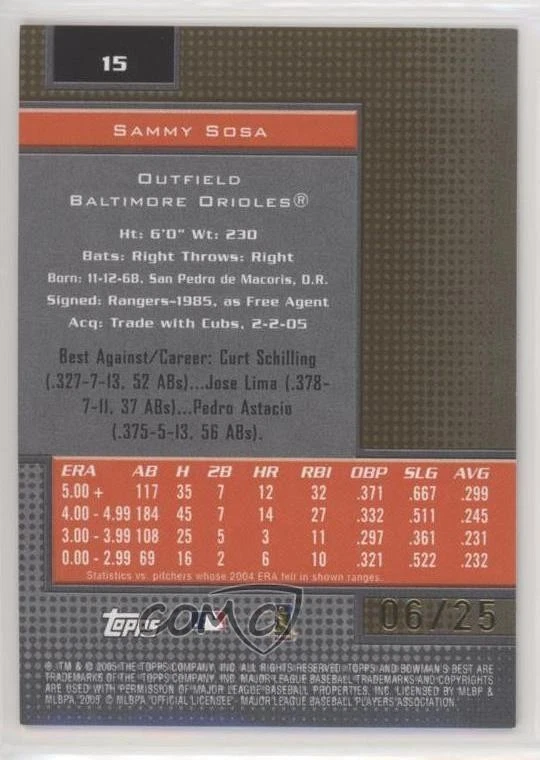 15
Sammy Sosa
Outfield
Baltimore Orioles®
Ht: 6'0" Wt: 230
Bats: Right Throws: Right
Born: 11-12-68, San Pedro de Macoris, D.R.
Signed: Rangers-1985, as Free Agent
Acq: Trade with Cubs, 2-2-05
Best Against/Career: Curt Schilling
(.327-7-13, 52 ABs)...Jose Lima (.378-
7-11, 37 ABs)...Pedro Astacio
(.375-5-13, 56 ABs).
ERA AB H 2B HR RBI OBP SLG AVG
5.00 + 117 35 7 12 32 .371 .667 .299
4.00 - 4.99 184 45 7 14 27 .332 .511 .245
3.00 - 3.99 108 25 5 3 11 .297 .361 .231
0.00 - 2.99 69 16 2 6 10 .321 .522 .232
Statistics vs. pitchers whose 2004 ERA fell in shown ranges.
Topps
COMC
06/25
® TM & © 2005 THE TOPPS COMPANY, INC. ALL RIGHTS RESERVED. TOPPS AND BOWMAN'S BEST ARE
TRADEMARKS OF THE TOPPS COMPANY, INC. MAJOR LEAGUE BASEBALL TRADEMARKS AND COPYRIGHTS
ARE USED WITH PERMISSION OF MAJOR LEAGUE BASEBALL PROPERTIES, INC. LICENSED BY MLBP &
MLBPA, © MLBPA. OFFICIAL LICENSEE - MAJOR LEAGUE BASEBALL PLAYERS ASSOCIATION.